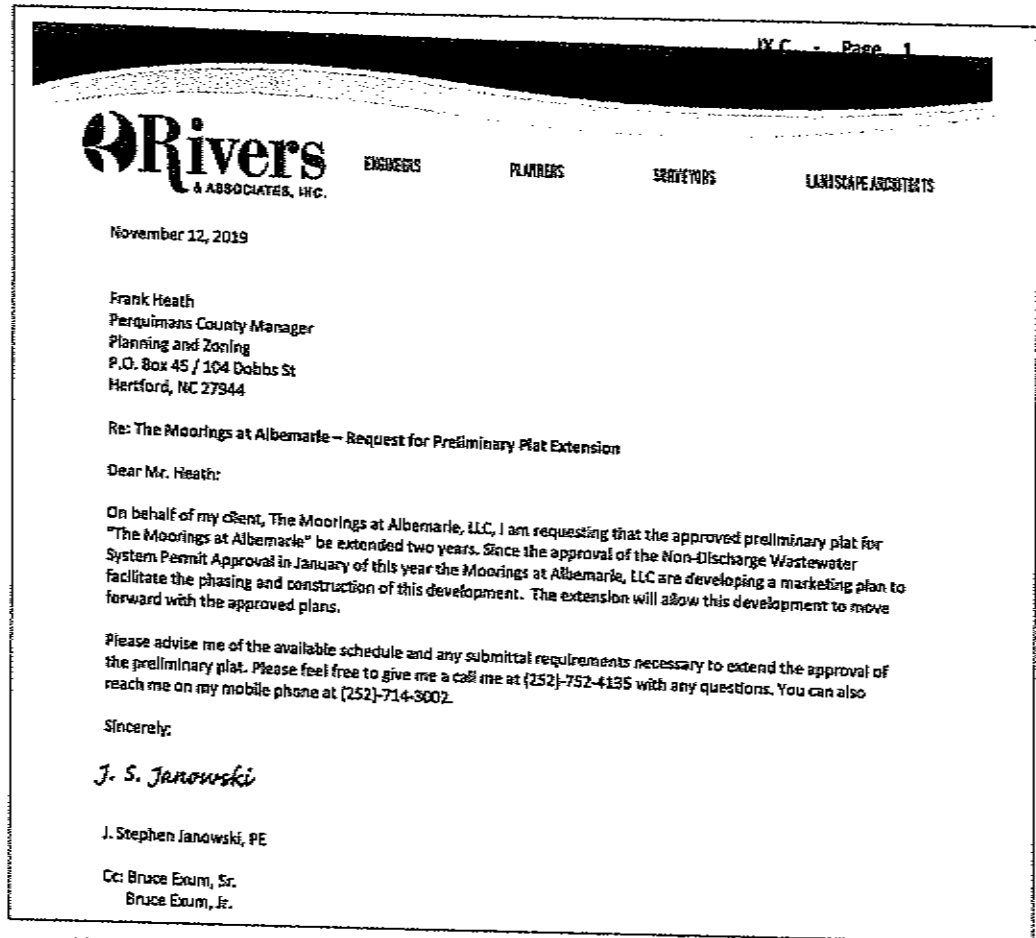 IX.C. - Page 1
Rivers
& ASSOCIATES, INC.
ENGINEERS PLANNERS SURVEYORS LANDSCAPE ARCHITECTS
November 12, 2019
Frank Heath
Perquimans County Manager
Planning and Zoning
P.O. Box 45 / 104 Dobbs St
Hertford, NC 27944
Re: The Moorings at Albemarle – Request for Preliminary Plat Extension
Dear Mr. Heath:
On behalf of my client, The Moorings at Albemarle, LLC, I am requesting that the approved preliminary plat for
"The Moorings at Albemarle" be extended two years. Since the approval of the Non-Discharge Wastewater
System Permit Approval in January of this year the Moorings at Albemarle, LLC are developing a marketing plan to
facilitate the phasing and construction of this development. The extension will allow this development to move
forward with the approved plans.
Please advise me of the available schedule and any submittal requirements necessary to extend the approval of
the preliminary plat. Please feel free to give me a call me at (252)-752-4135 with any questions. You can also
reach me on my mobile phone at (252)-714-3002.
Sincerely;
J. S. Janowski
J. Stephen Janowski, PE
Cc: Bruce Exum, Sr.
Bruce Exum, Jr.